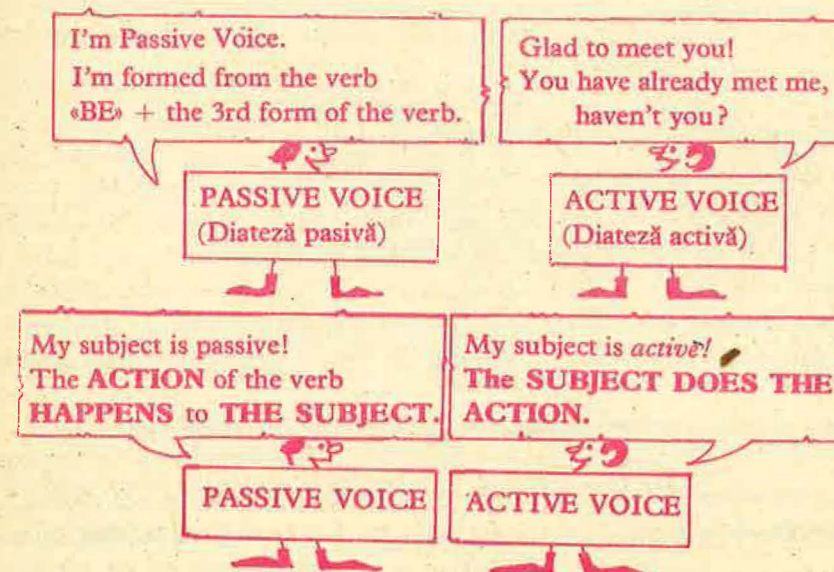 I'm Passive Voice.
I'm formed from the verb
«BE» + the 3rd form of the verb.
Glad to meet you!
You have already met me,
haven't you?
PASSIVE VOICE
(Diateză pasivă)
ACTIVE VOICE
(Diateză activă)
My subject is passive!
The ACTION of the verb
HAPPENS to THE SUBJECT.
My subject is active!
The SUBJECT DOES THE
ACTION.
PASSIVE VOICE
ACTIVE VOICE